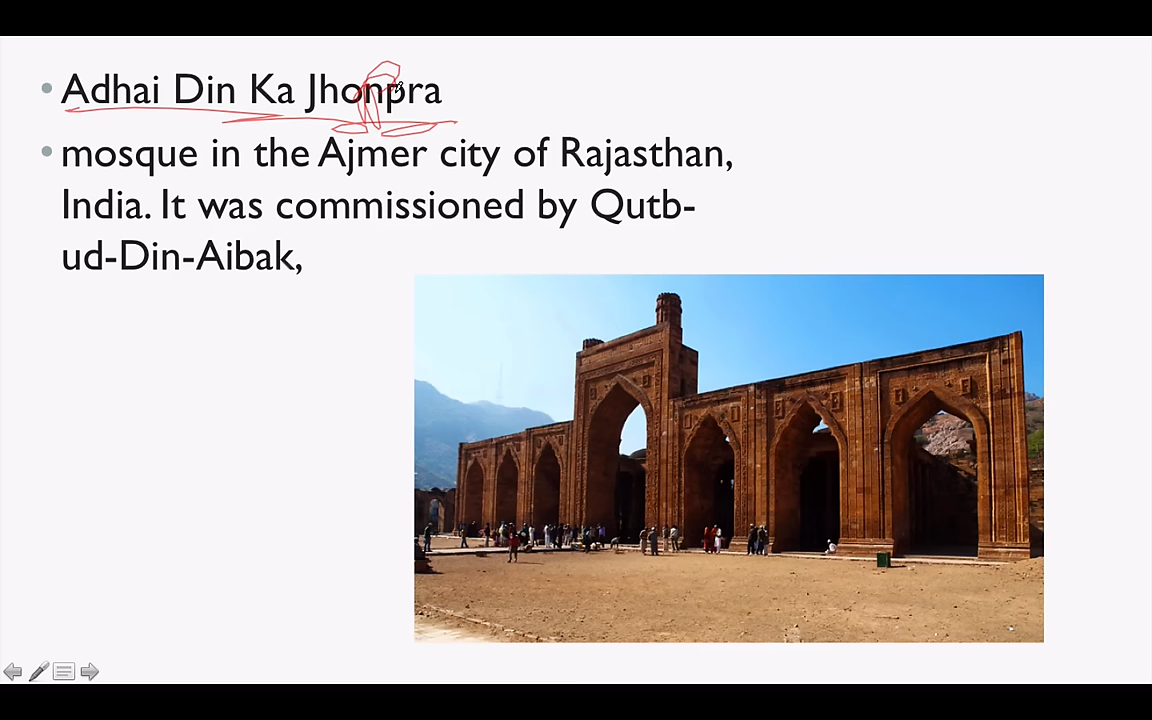 • Adhai Din Ka Jhonpra
• mosque in the Ajmer city of Rajasthan,
India. It was commissioned by Qutb-
ud-Din-Aibak,